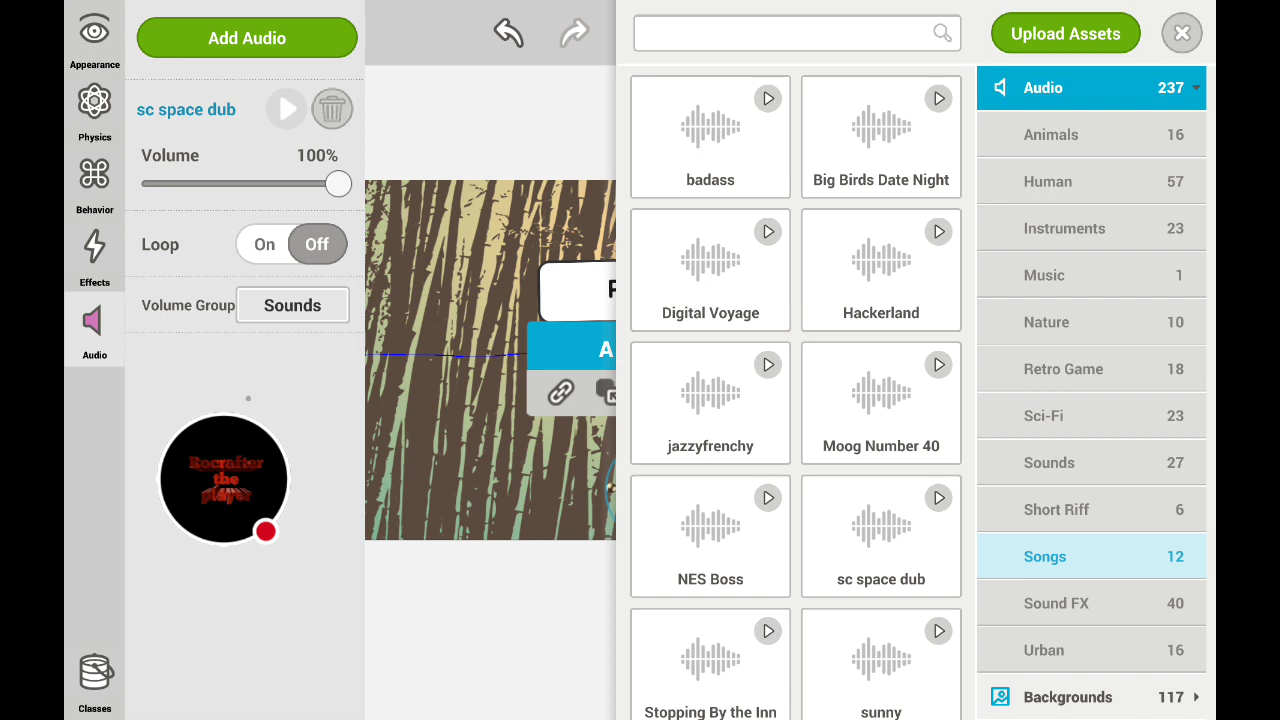 Appearance
Physics
Behavior
Effects
Audio
Classes
Add Audio
sc space dub
Volume 100%
Loop On Off
Volume Group Sounds
Rocrafter
the
player
A
Upload Assets
badass
Big Birds Date Night
Digital Voyage
Hackerland
jazzyfrenchy
Moog Number 40
NES Boss
sc space dub
Stopping By the Inn
sunny
Audio 237
Animals 16
Human 57
Instruments 23
Music 1
Nature 10
Retro Game 18
Sci-Fi 23
Sounds 27
Short Riff 6
Songs 12
Sound FX 40
Urban 16
Backgrounds 117